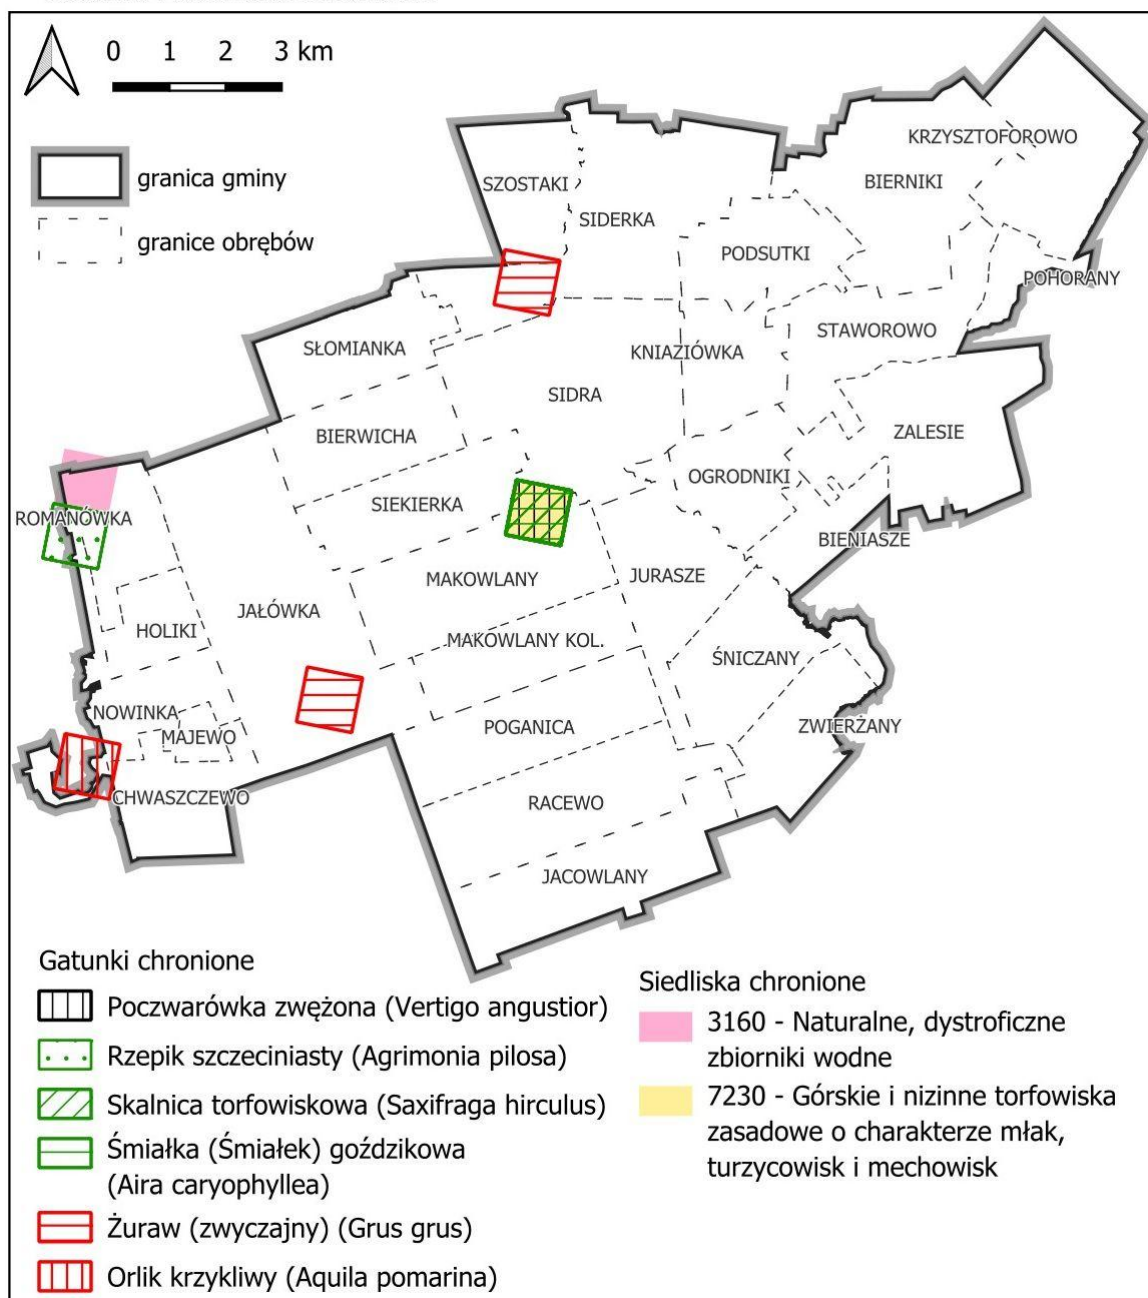 0 1 2 3 km
granica gminy
granice obrębów
KRZYSZTOFOROWO
SZOSTAKI
BIERNIKI
SIDERKA
PODSUTKI
POHORANY
STAWOROWO
SŁOMIANKA
KNIAZIÓWKA
SIDRA
BIERWICHA
ZALESIE
OGRODNIKI
SIEKIERKA
ROMANÓWKA
BIENIASZE
MAKOWLANY
JURASZE
JAŁÓWKA
HOLIKI
MAKOWLANY KOL.
ŚNICZANY
NOWINKA
POGANICA
ZWIERŻANY
MAJEWO
CHWASZCZEWO
RACEWO
JACOWLANY
Gatunki chronione
Poczwarówka zwężona (Vertigo angustior)
Rzepik szczeciniasty (Agrimonia pilosa)
Skalnica torfowiskowa (Saxifraga hirculus)
Śmiałka (Śmiałek) goździkowa
(Aira caryophyllea)
Żuraw (zwyczajny) (Grus grus)
Orlik krzykliwy (Aquila pomarina)
Siedliska chronione
3160 - Naturalne, dystroficzne
zbiorniki wodne
7230 - Górskie i nizinne torfowiska
zasadowe o charakterze młak,
turzycowisk i mechowisk